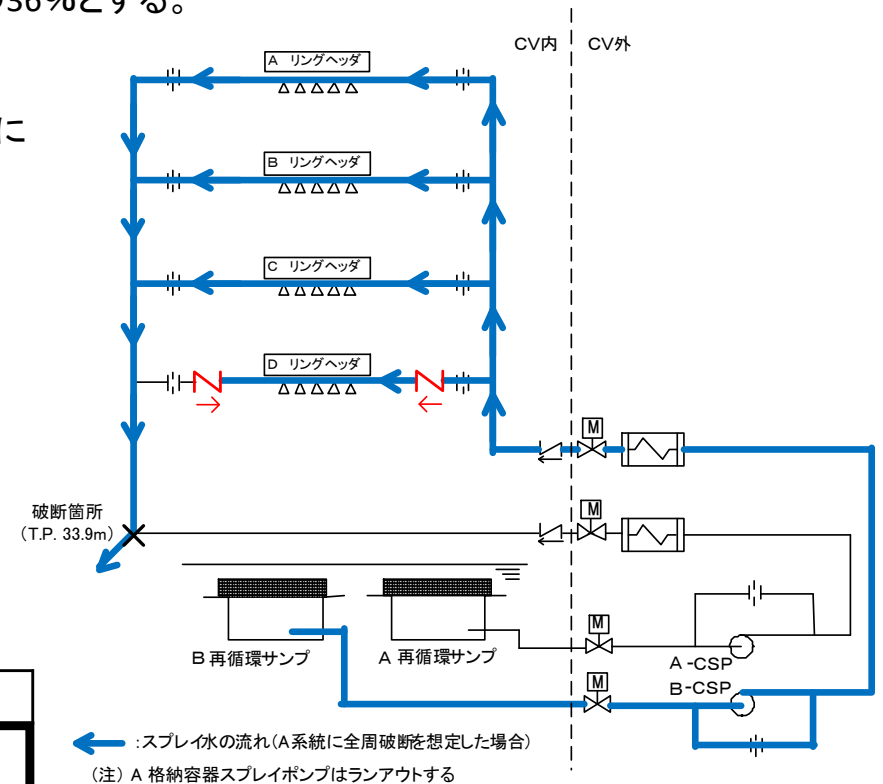 の36%とする。
に
CV内
CV外
A リングヘッダ
B リングヘッダ
C リングヘッダ
D リングヘッダ
M
破断箇所
(T.P. 33.9m)
M
M
B 再循環サンプ
A 再循環サンプ
A-CSP
M
B-CSP
:スプレイ水の流れ(A系統に全周破断を想定した場合)
(注) A 格納容器スプレイポンプはランアウトする